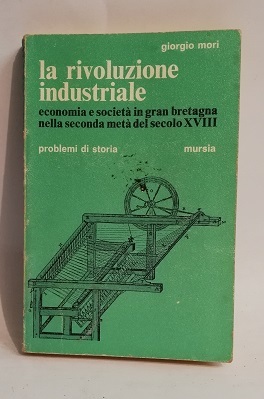 giorgio mori
la rivoluzione
industriale
economia e società in gran bretagna
nella seconda metà del secolo XVIII
problemi di storia mursia